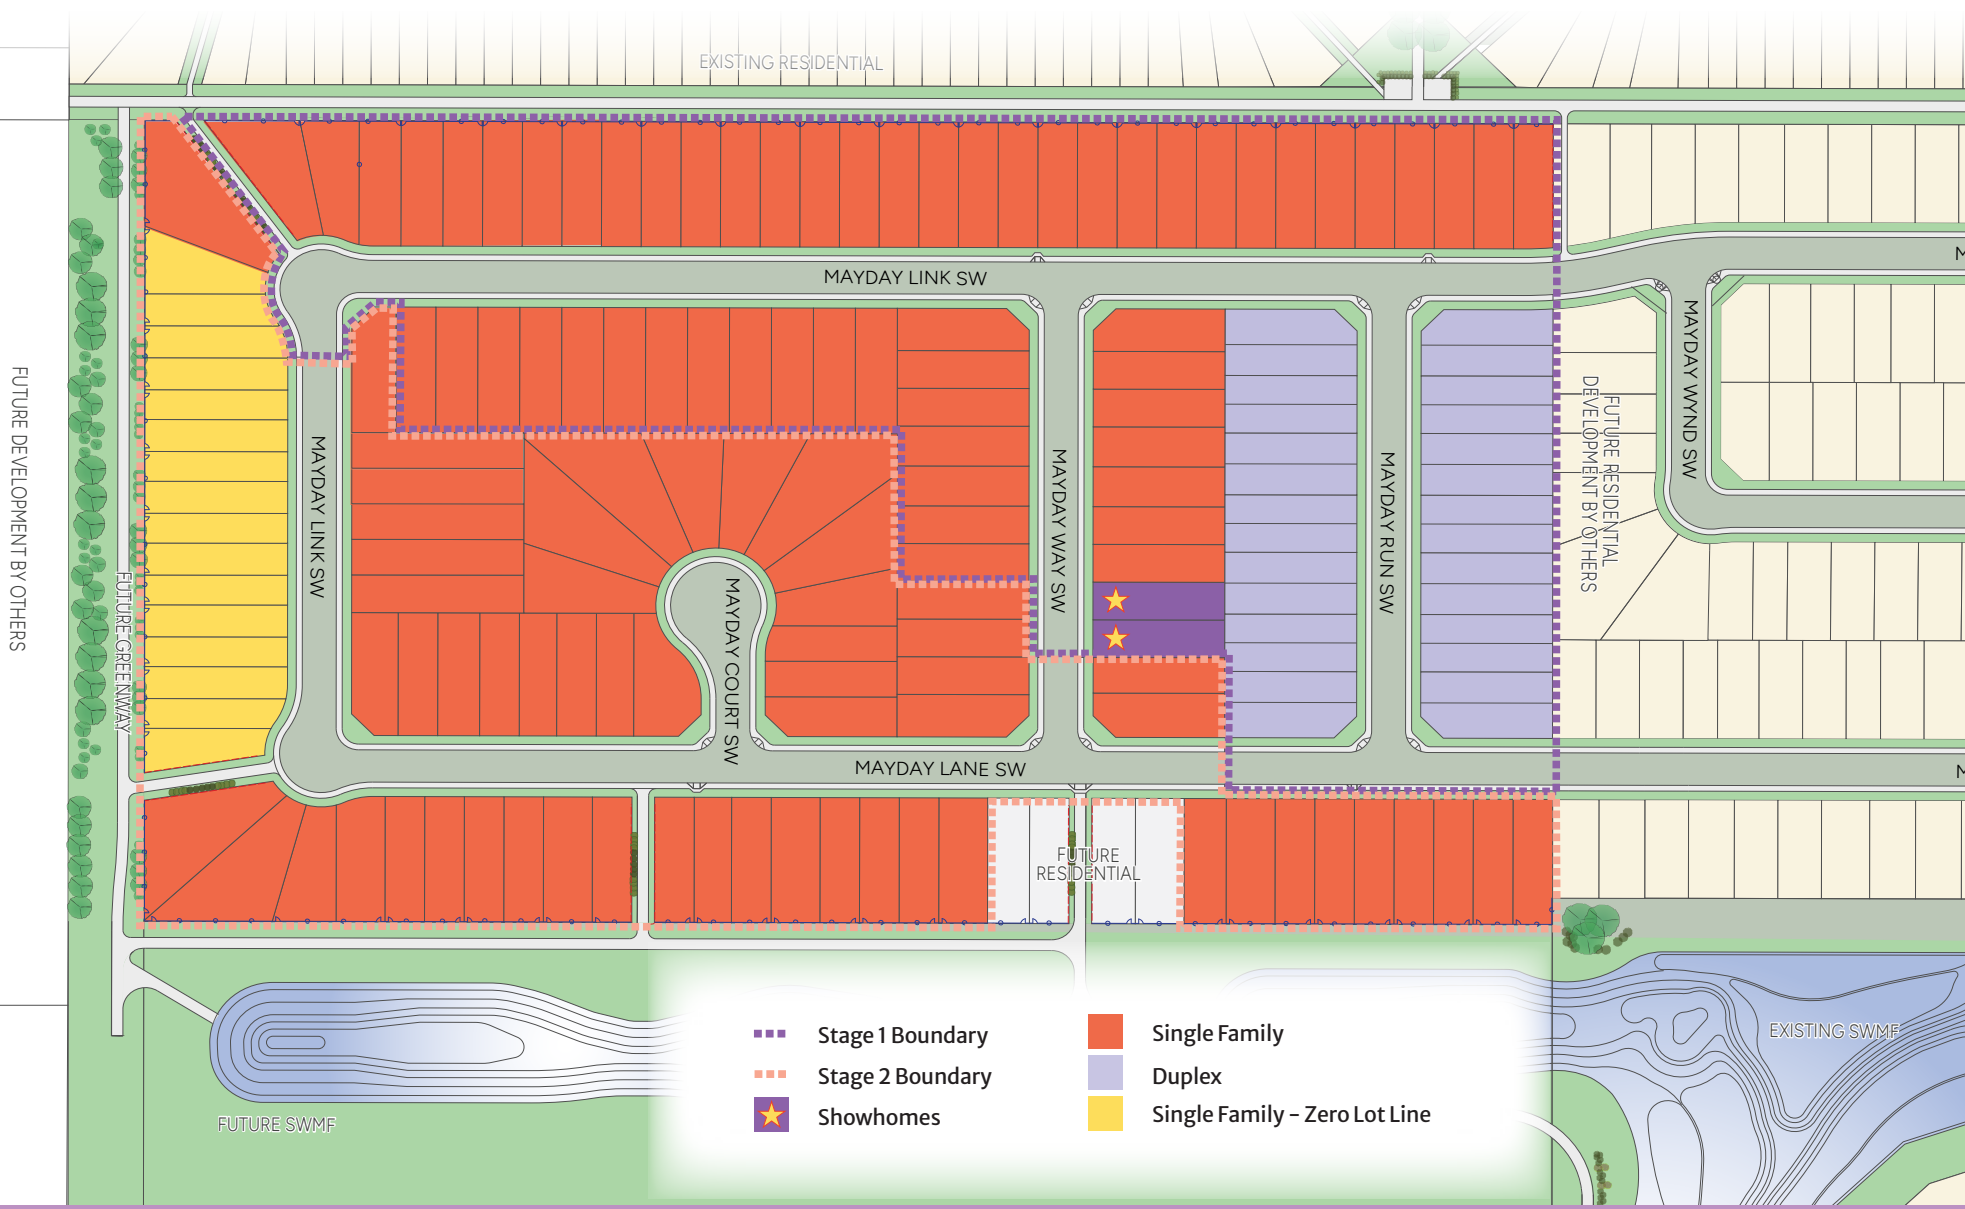 EXISTING RESIDENTIAL
MAYDAY LINK SW
M
MAYDAY WYND SW
FUTURE DEVELOPMENT BY OTHERS
FUTURE RESIDENTIAL
DEVELOPMENT BY OTHERS
MAYDAY LINK SW
MAYDAY WAY SW
MAYDAY RUN SW
FUTURE GREENWAY
MAYDAY COURT SW
MAYDAY LANE SW
M
FUTURE
RESIDENTIAL
Stage 1 Boundary
Stage 2 Boundary
Showhomes
Single Family
Duplex
Single Family - Zero Lot Line
EXISTING SWMF
FUTURE SWMF